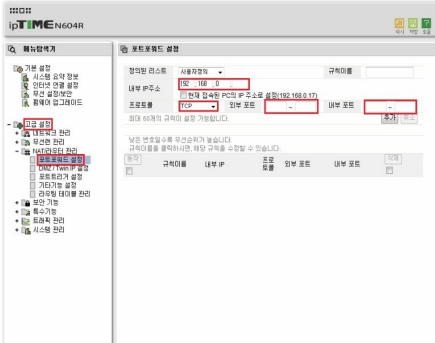 ipTIME N604R
메뉴탐색기
기본 설정
시스템 요약 정보
인터넷 연결 설정
무선 설정/보안
펌웨어 업그레이드
고급 설정
네트워크 관리
무선랜 관리
NAT/라우터 관리
포트포워드 설정
DMZ / Twin IP 설정
포트트리거 설정
기타기능 설정
라우팅 테이블 관리
보안 기능
특수기능
트래픽 관리
시스템 관리
포트포워드 설정
정의된 리스트 사용자정의 규칙이름
내부 IP주소 192 .168 .0 .
현재 접속된 PC의 IP 주소로 설정(192.168.0.17)
프로토콜 TCP 외부 포트 ~ 내부 포트 ~
최대 60개의 규칙이 설정 가능합니다. 추가 취소
낮은 번호일수록 우선순위가 높습니다.
규칙이름을 클릭하시면, 해당 규칙을 수정할 수 있습니다.
동작 규칙이름 내부 IP 프로토콜 외부 포트 내부 포트 삭제